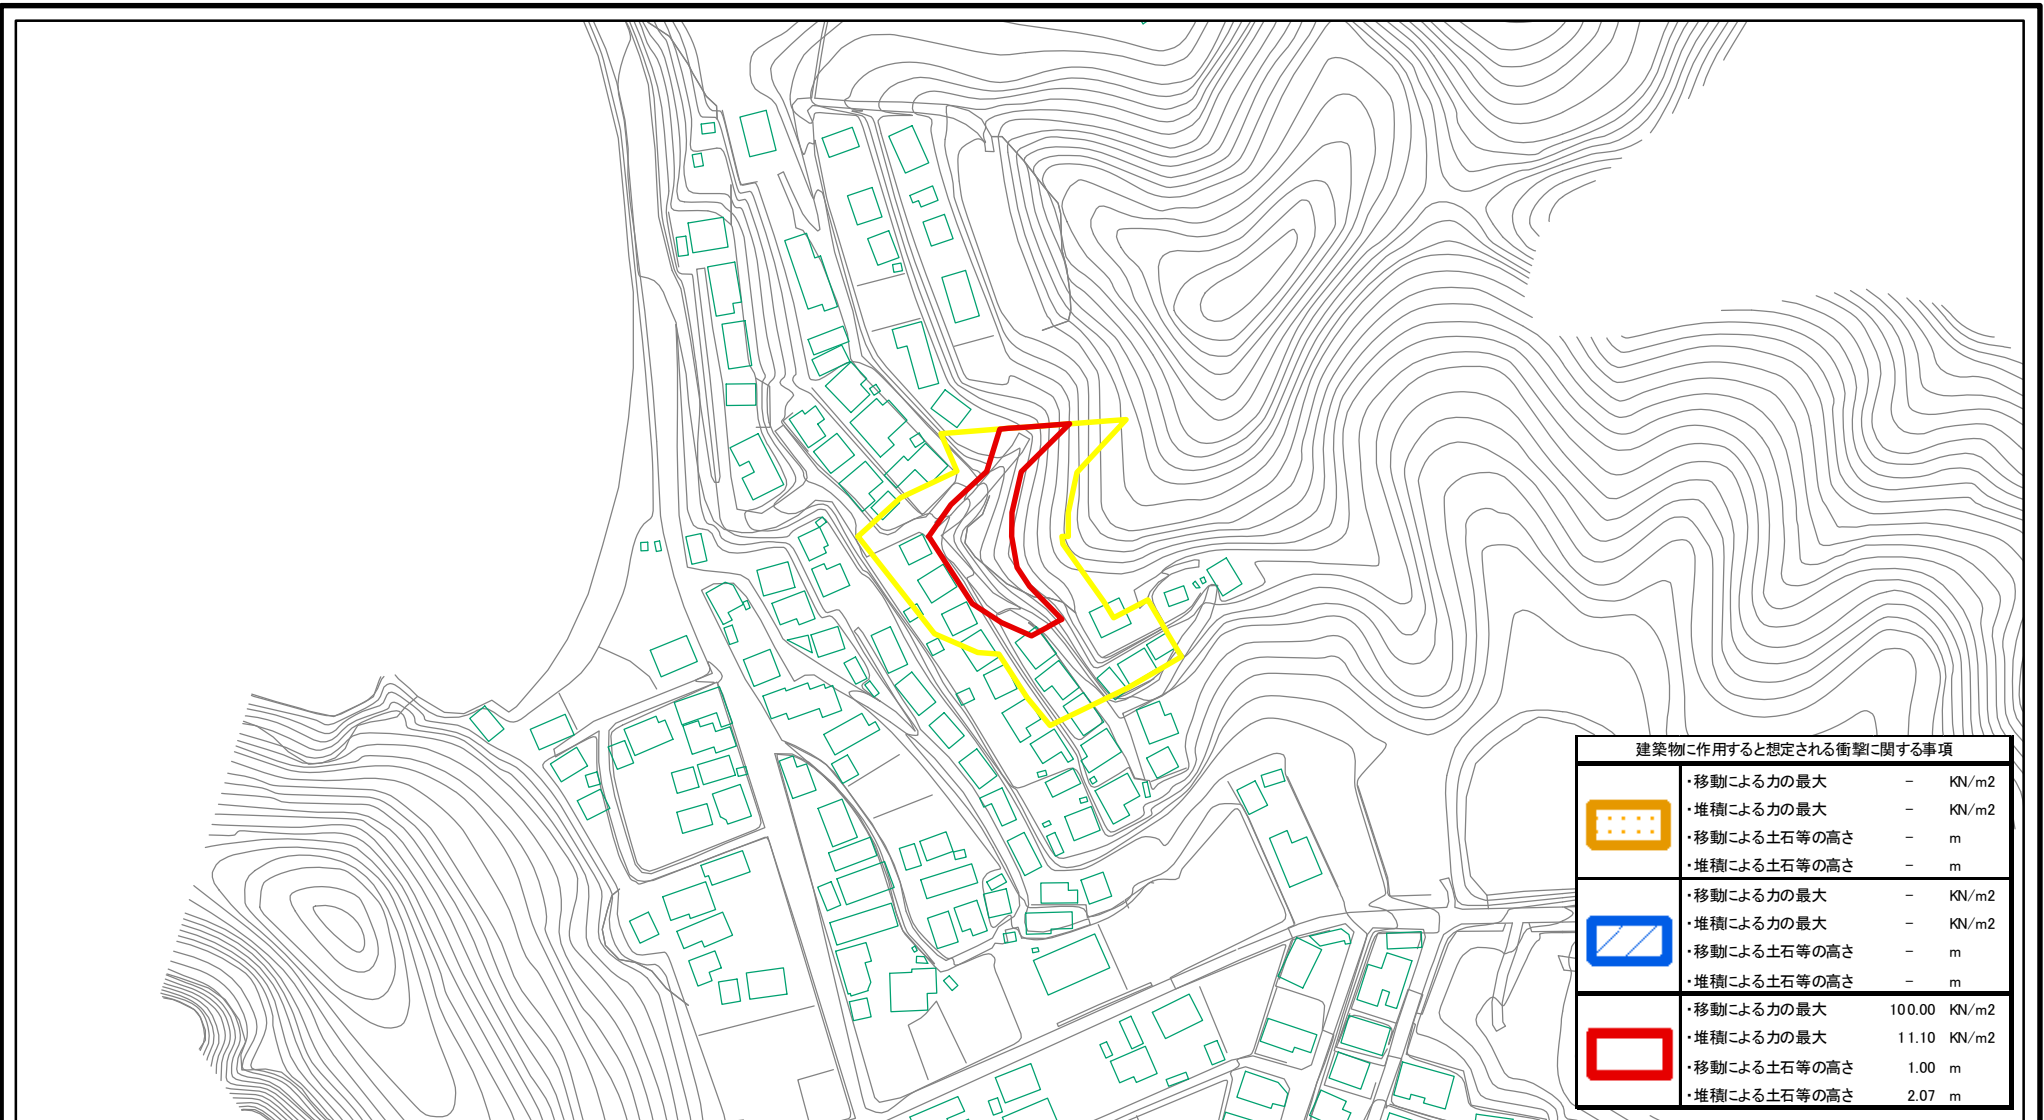 建築物に作用すると想定される衝撃に関する事項
・移動による力の最大 - KN/m2
・堆積による力の最大 - KN/m2
・移動による土石等の高さ - m
・堆積による土石等の高さ - m
・移動による力の最大 - KN/m2
・堆積による力の最大 - KN/m2
・移動による土石等の高さ - m
・堆積による土石等の高さ - m
・移動による力の最大 100.00 KN/m2
・堆積による力の最大 11.10 KN/m2
・移動による土石等の高さ 1.00 m
・堆積による土石等の高さ 2.07 m